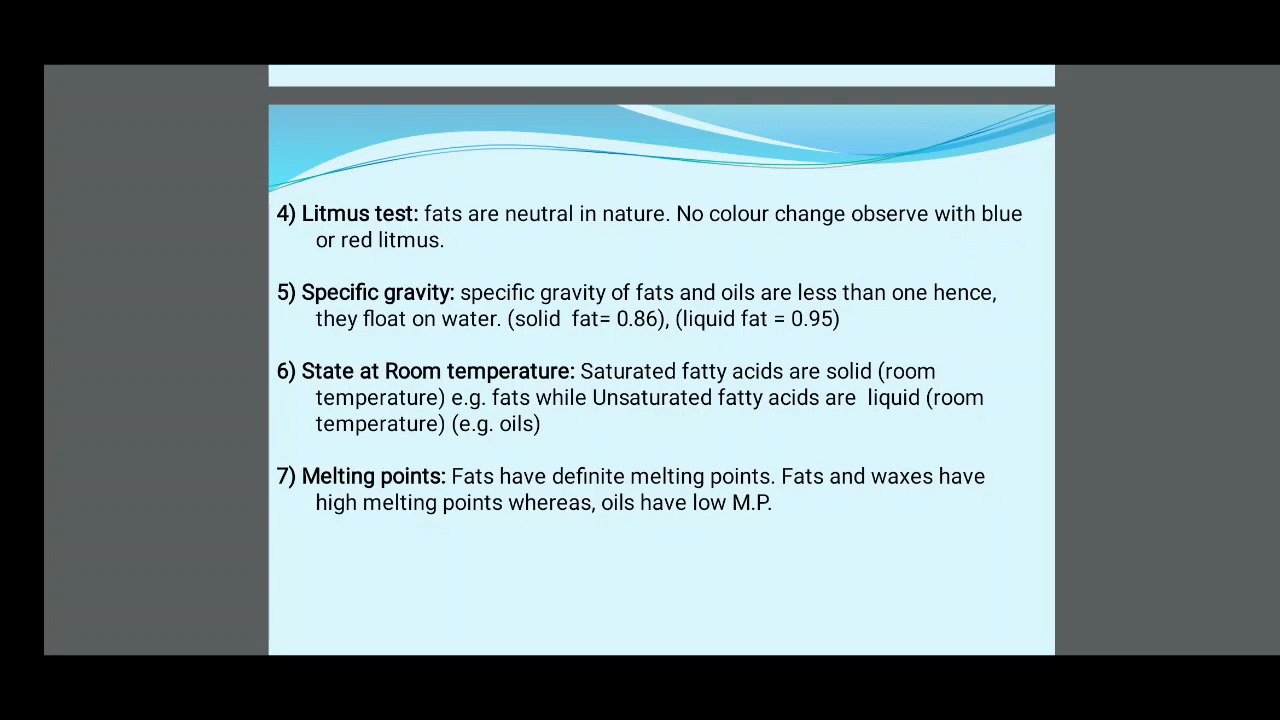 4) Litmus test: fats are neutral in nature. No colour change observe with blue
or red litmus.
5) Specific gravity: specific gravity of fats and oils are less than one hence,
they float on water. (solid  fat= 0.86), (liquid fat = 0.95)
6) State at Room temperature: Saturated fatty acids are solid (room
temperature) e.g. fats while Unsaturated fatty acids are  liquid (room
temperature) (e.g. oils)
7) Melting points: Fats have definite melting points. Fats and waxes have
high melting points whereas, oils have low M.P.